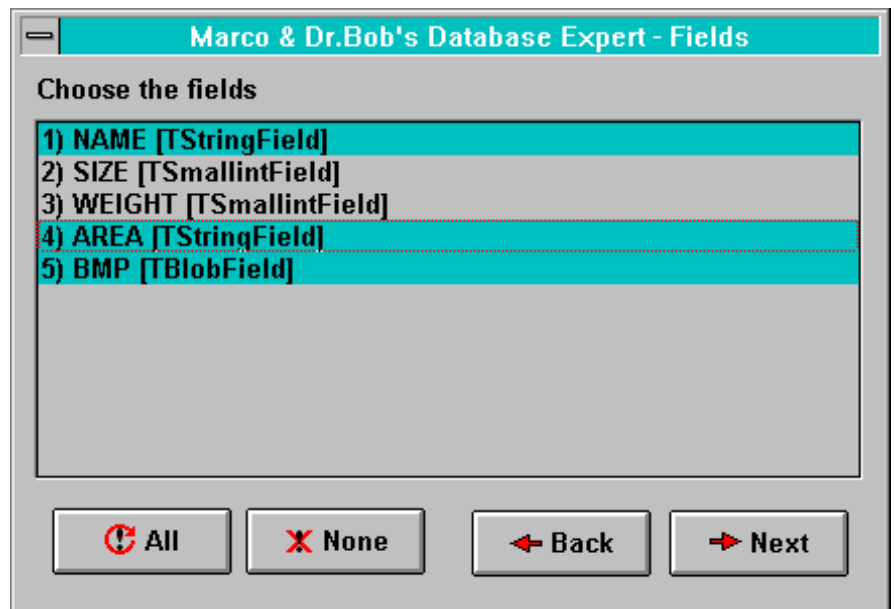 Marco & Dr.Bob's Database Expert - Fields
Choose the fields
1) NAME [TStringField]
2) SIZE [TSmallintField]
3) WEIGHT [TSmallintField]
4) AREA [TStringField]
5) BMP [TBlobField]
All None Back Next